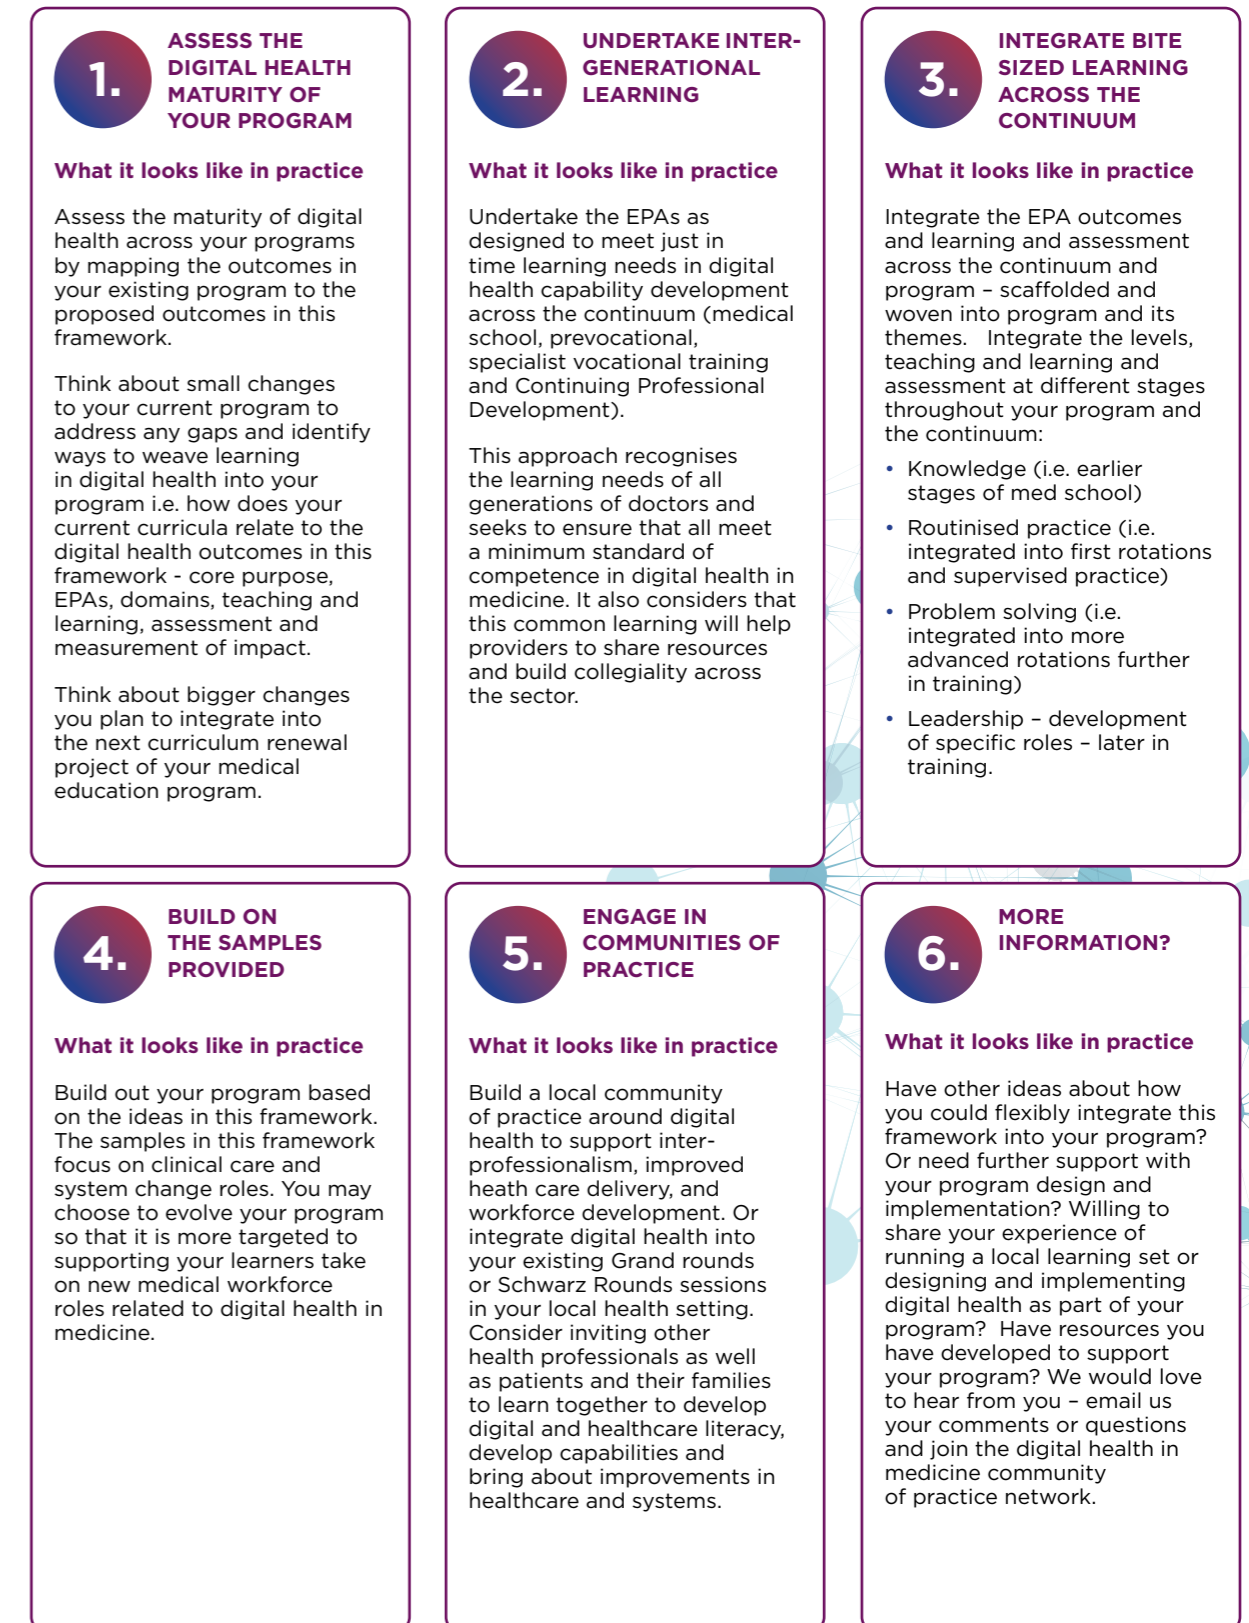 1.
ASSESS THE
DIGITAL HEALTH
MATURITY OF
YOUR PROGRAM
What it looks like in practice
Assess the maturity of digital
health across your programs
by mapping the outcomes in
your existing program to the
proposed outcomes in this
framework.
Think about small changes
to your current program to
address any gaps and identify
ways to weave learning
in digital health into your
program i.e. how does your
current curricula relate to the
digital health outcomes in this
framework - core purpose,
EPAs, domains, teaching and
learning, assessment and
measurement of impact.
Think about bigger changes
you plan to integrate into
the next curriculum renewal
project of your medical
education program.
2.
UNDERTAKE INTER-
GENERATIONAL
LEARNING
What it looks like in practice
Undertake the EPAs as
designed to meet just in
time learning needs in digital
health capability development
across the continuum (medical
school, prevocational,
specialist vocational training
and Continuing Professional
Development).
This approach recognises
the learning needs of all
generations of doctors and
seeks to ensure that all meet
a minimum standard of
competence in digital health in
medicine. It also considers that
this common learning will help
providers to share resources
and build collegiality across
the sector.
3.
INTEGRATE BITE
SIZED LEARNING
ACROSS THE
CONTINUUM
What it looks like in practice
Integrate the EPA outcomes
and learning and assessment
across the continuum and
program – scaffolded and
woven into program and its
themes.   Integrate the levels,
teaching and learning and
assessment at different stages
throughout your program and
the continuum:
• Knowledge (i.e. earlier
stages of med school)
• Routinised practice (i.e.
integrated into first rotations
and supervised practice)
• Problem solving (i.e.
integrated into more
advanced rotations further
in training)
• Leadership – development
of specific roles – later in
training.
4.
BUILD ON
THE SAMPLES
PROVIDED
What it looks like in practice
Build out your program based
on the ideas in this framework.
The samples in this framework
focus on clinical care and
system change roles. You may
choose to evolve your program
so that it is more targeted to
supporting your learners take
on new medical workforce
roles related to digital health in
medicine.
5.
ENGAGE IN
COMMUNITIES OF
PRACTICE
What it looks like in practice
Build a local community
of practice around digital
health to support inter-
professionalism, improved
heath care delivery, and
workforce development. Or
integrate digital health into
your existing Grand rounds
or Schwarz Rounds sessions
in your local health setting.
Consider inviting other
health professionals as well
as patients and their families
to learn together to develop
digital and healthcare literacy,
develop capabilities and
bring about improvements in
healthcare and systems.
6.
MORE
INFORMATION?
What it looks like in practice
Have other ideas about how
you could flexibly integrate this
framework into your program?
Or need further support with
your program design and
implementation? Willing to
share your experience of
running a local learning set or
designing and implementing
digital health as part of your
program?  Have resources you
have developed to support
your program? We would love
to hear from you – email us
your comments or questions
and join the digital health in
medicine community
of practice network.